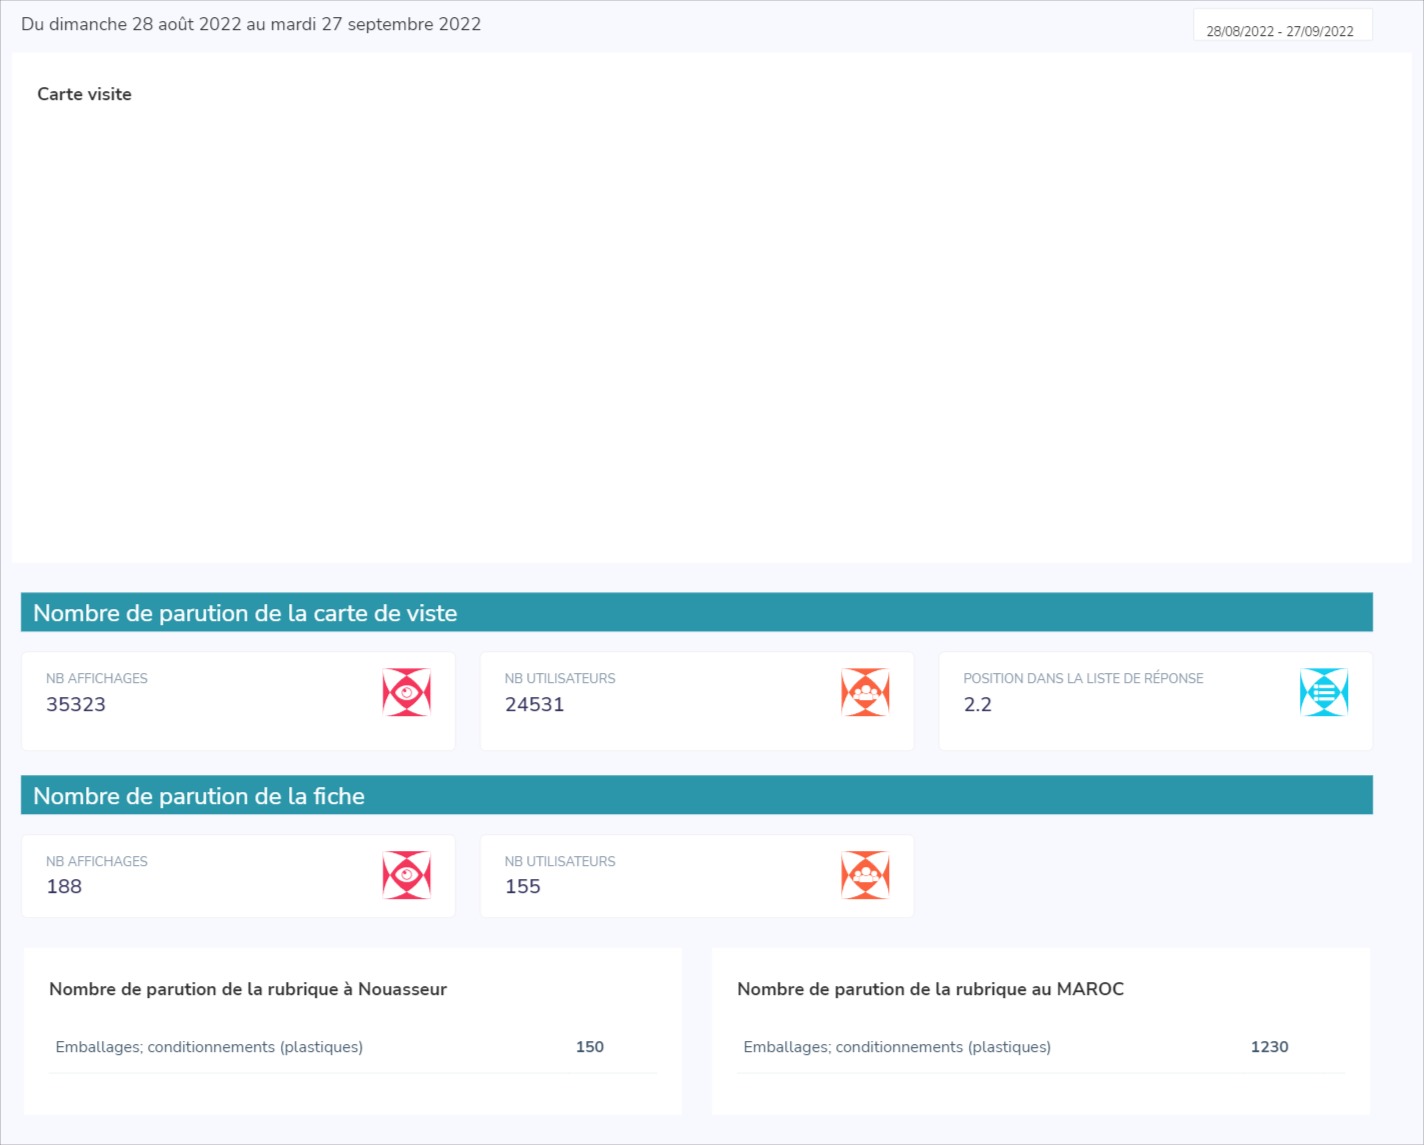 Du dimanche 28 août 2022 au mardi 27 septembre 2022
28/08/2022 - 27/09/2022
Carte visite
Nombre de parution de la carte de viste
NB AFFICHAGES
35323
NB UTILISATEURS
24531
POSITION DANS LA LISTE DE RÉPONSE
2.2
Nombre de parution de la fiche
NB AFFICHAGES
188
NB UTILISATEURS
155
Nombre de parution de la rubrique à Nouasseur
Emballages; conditionnements (plastiques) 150
Nombre de parution de la rubrique au MAROC
Emballages; conditionnements (plastiques) 1230